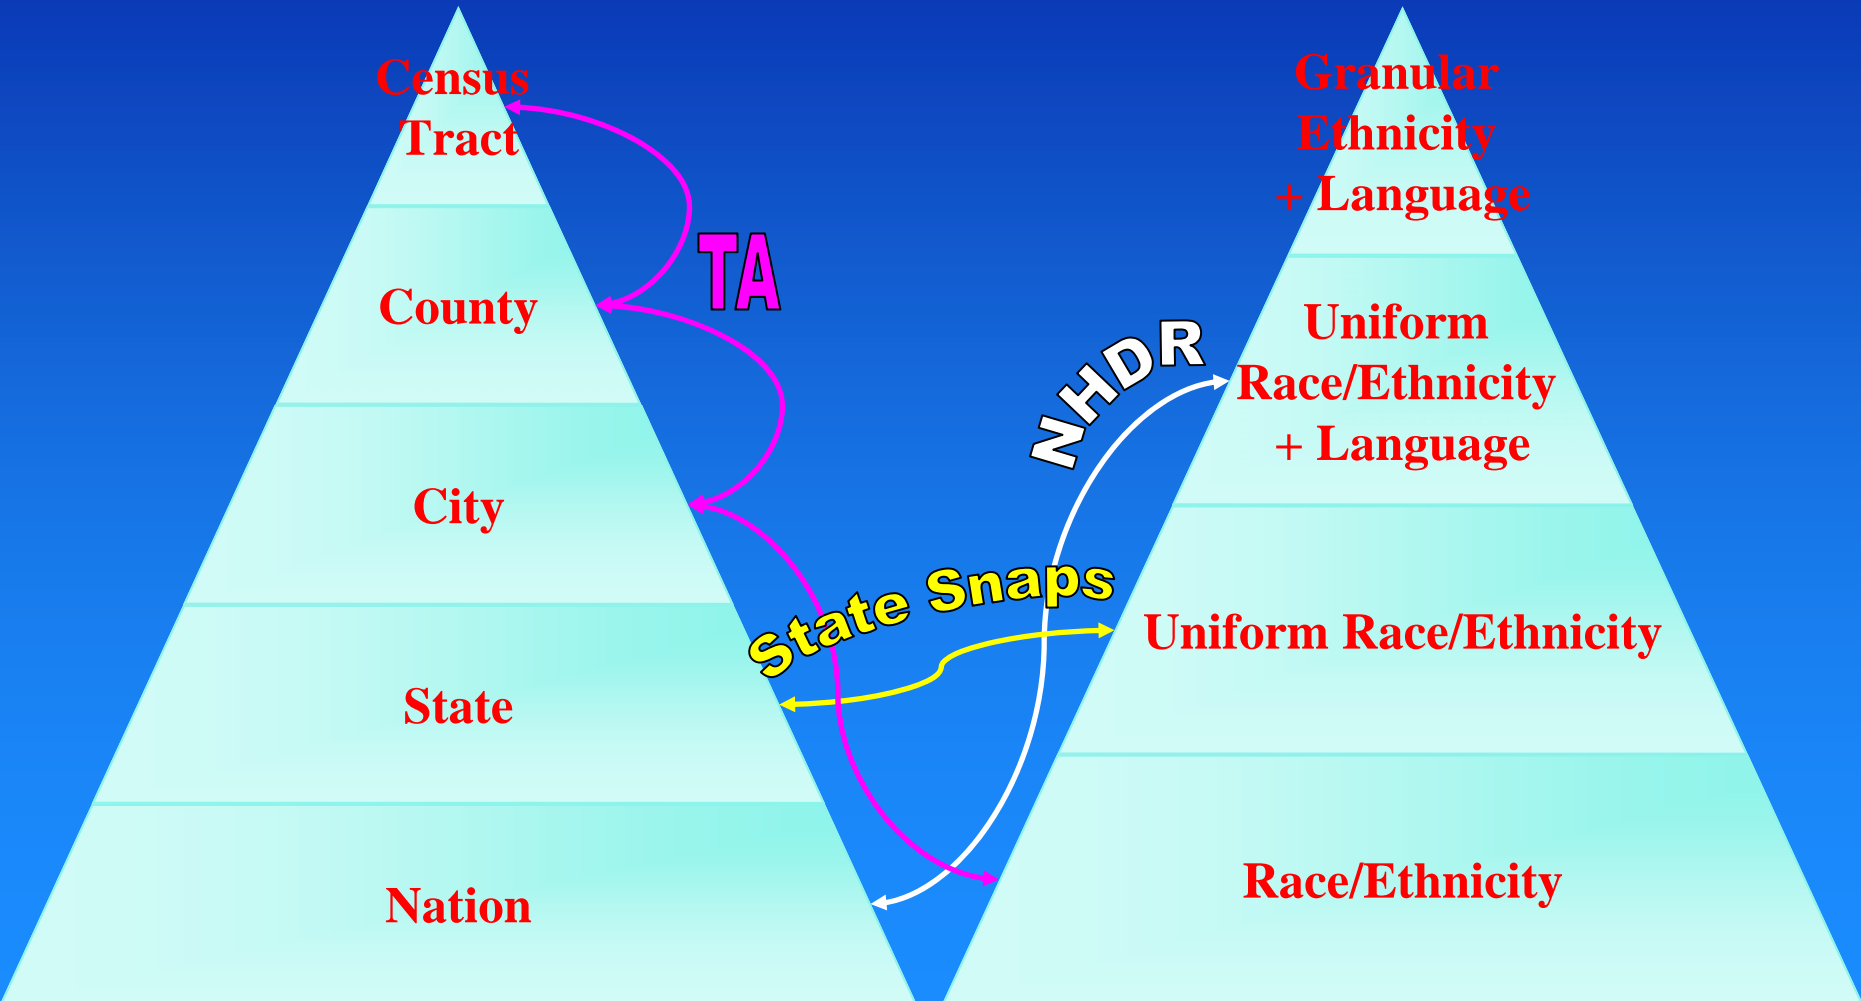 Census
Tract
County
City
State
Nation
TA
State Snaps
NHDR
Granular
Ethnicity
+ Language
Uniform
Race/Ethnicity
+ Language
Uniform Race/Ethnicity
Race/Ethnicity